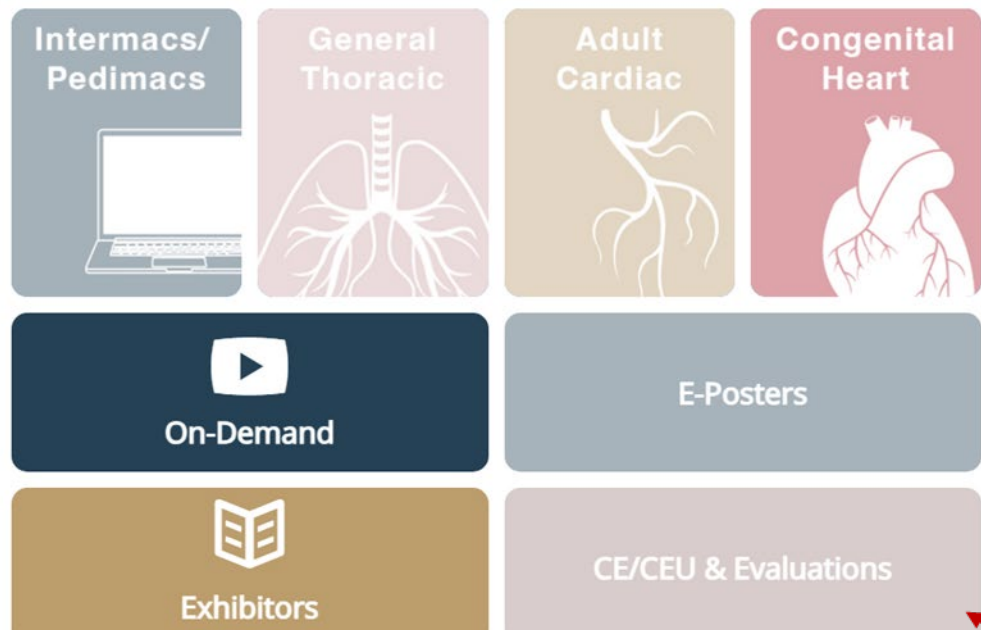 Intermacs/
Pedimacs
General
Thoracic
Adult
Cardiac
Congenital
Heart
On-Demand
E-Posters
Exhibitors
CE/CEU & Evaluations